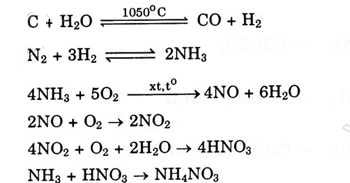 C + H₂O ⇌ 1050°C CO + H₂
N₂ + 3H₂ ⇌ 2NH₃
4NH₃ + 5O₂ xt,t° → 4NO + 6H₂O
2NO + O₂ → 2NO₂
4NO₂ + O₂ + 2H₂O → 4HNO₃
NH₃ + HNO₃ → NH₄NO₃